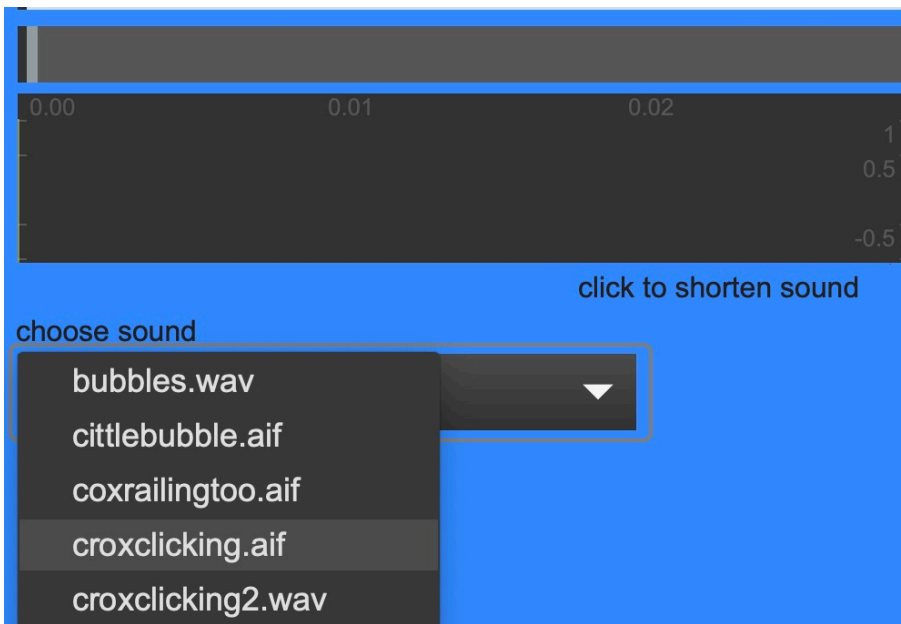 0.00 0.01 0.02
1
0.5
-0.5
click to shorten sound
choose sound
bubbles.wav
cittlebubble.aif
coxrailingtoo.aif
croxclicking.aif
croxclicking2.wav